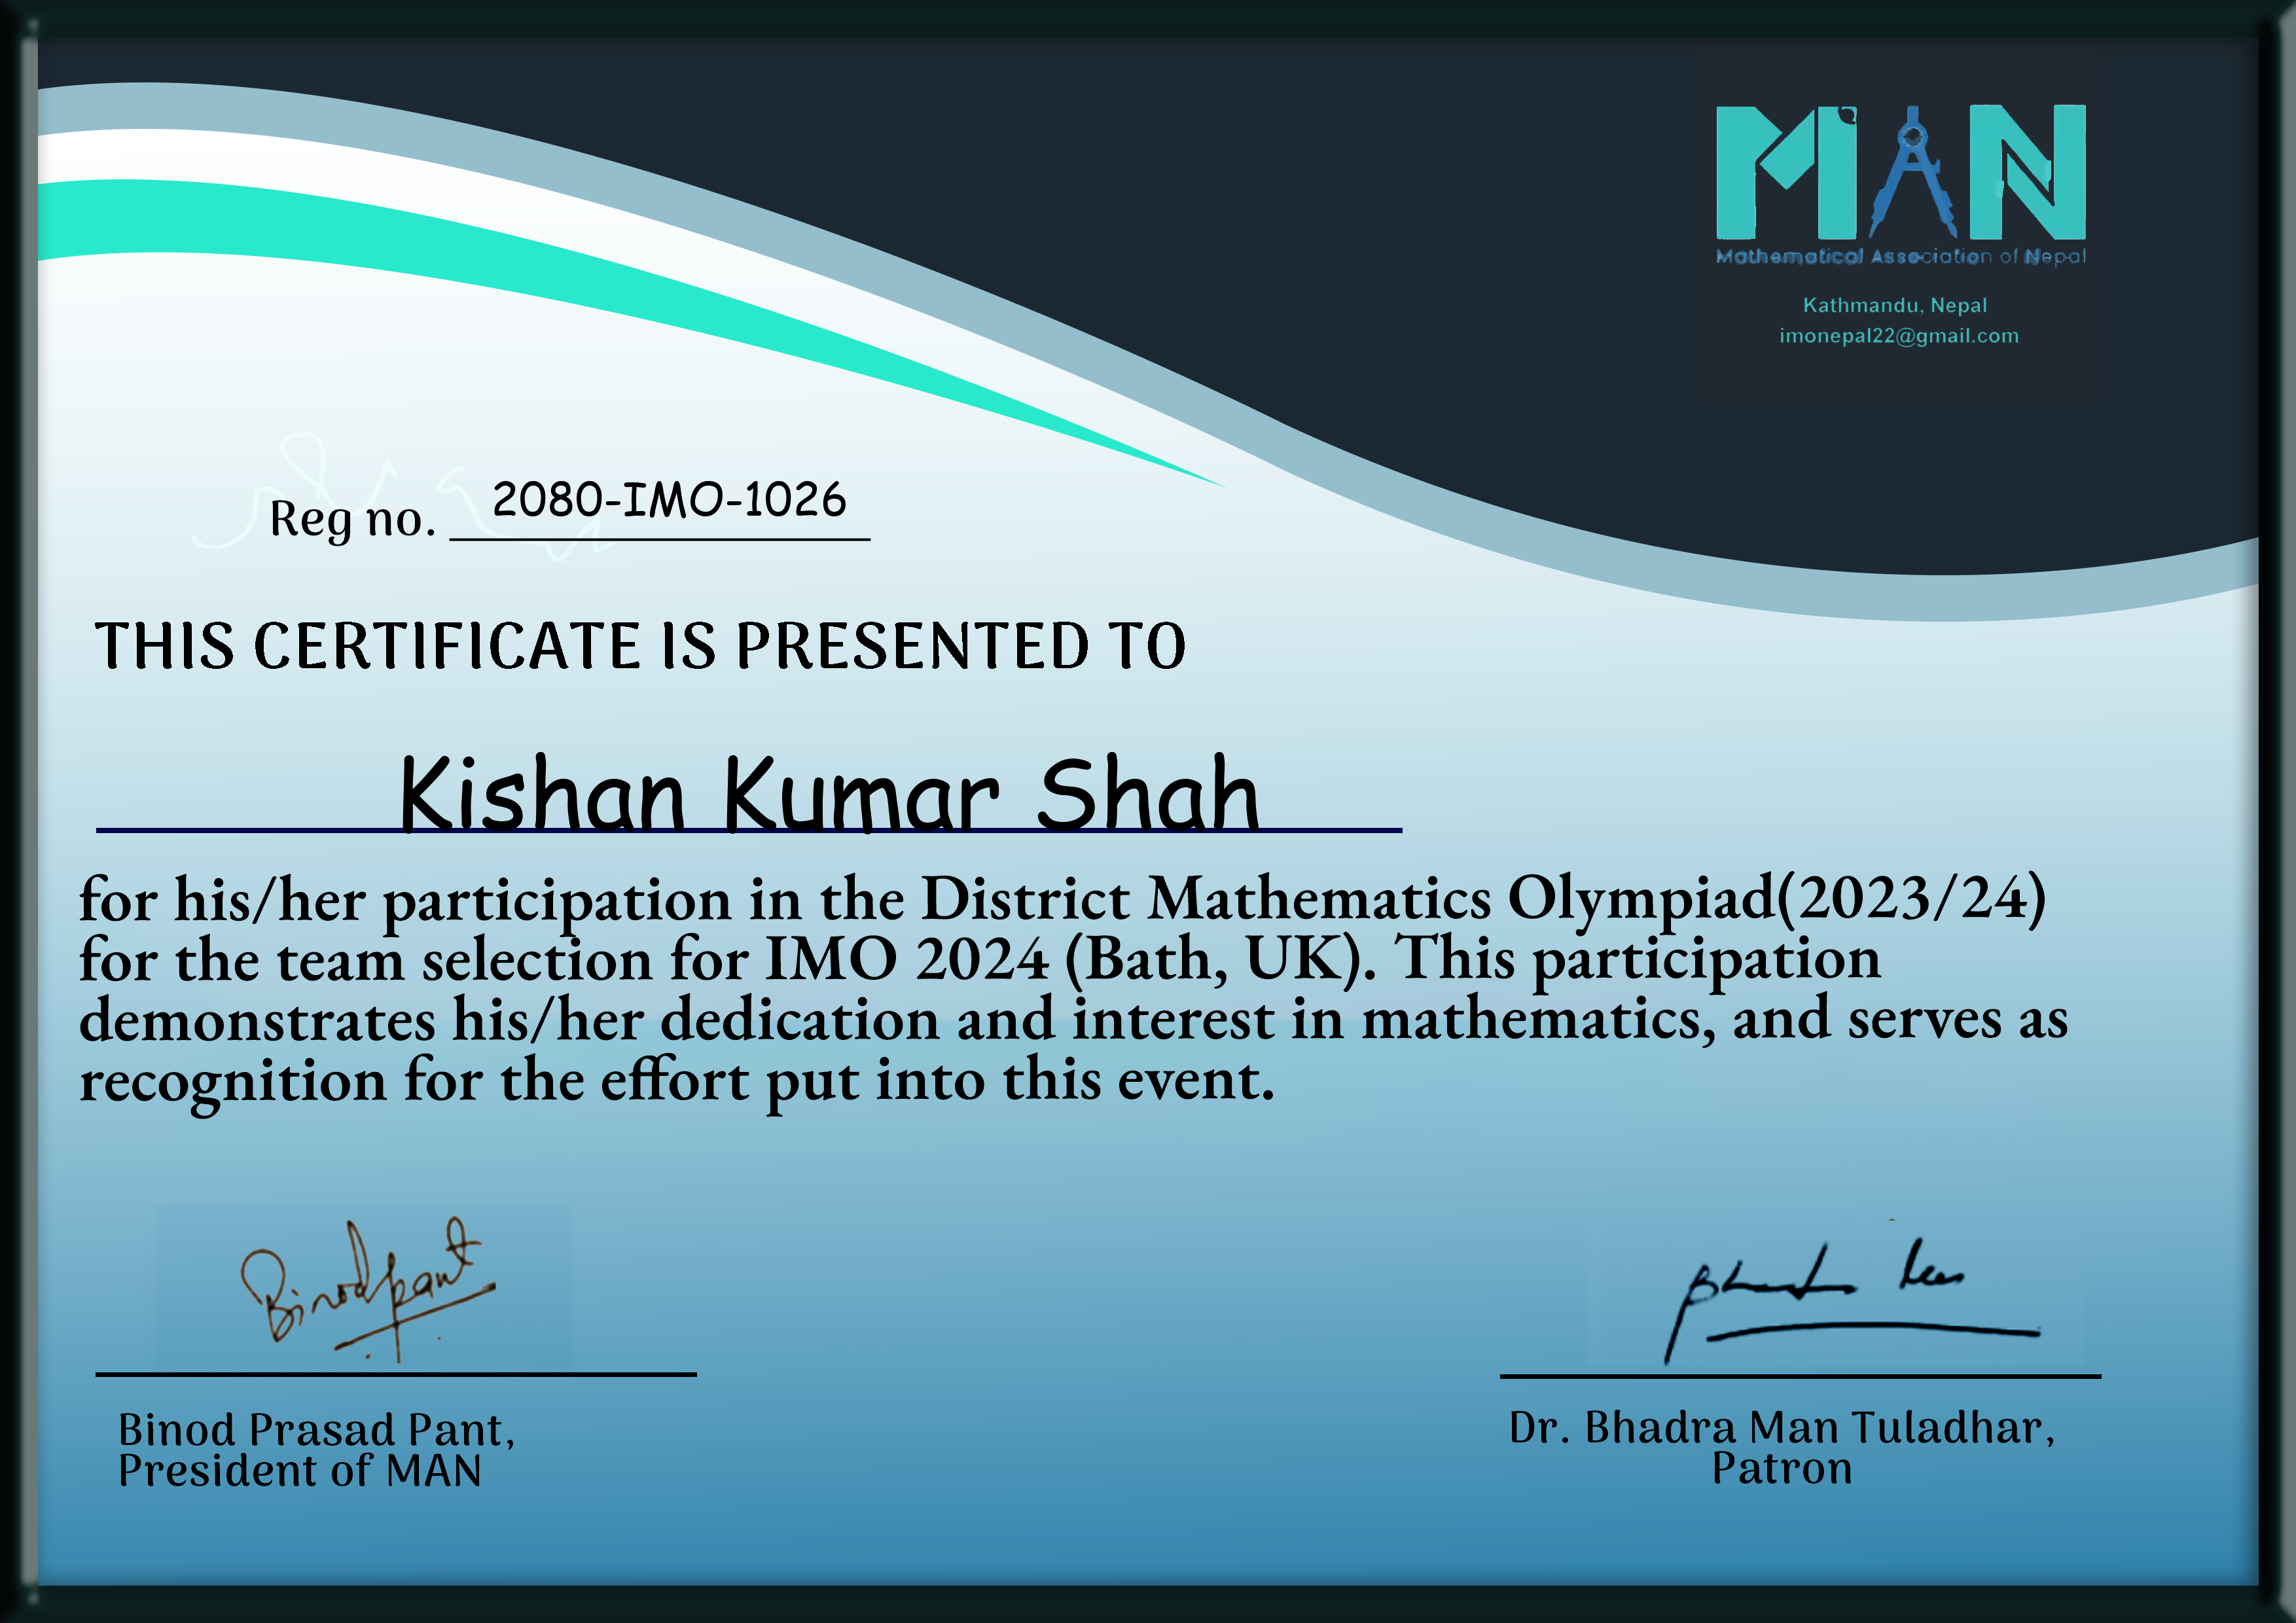 MAN
Mathematical Association of Nepal
Kathmandu, Nepal
imonepal22@gmail.com
Reg no. 2080-IMO-1026
THIS CERTIFICATE IS PRESENTED TO
Kishan Kumar Shah
for his/her participation in the District Mathematics Olympiad(2023/24)
for the team selection for IMO 2024 (Bath, UK). This participation
demonstrates his/her dedication and interest in mathematics, and serves as
recognition for the effort put into this event.
Binod Pant
Binod Prasad Pant,
President of MAN
Dr. Bhadra Man Tuladhar,
Patron